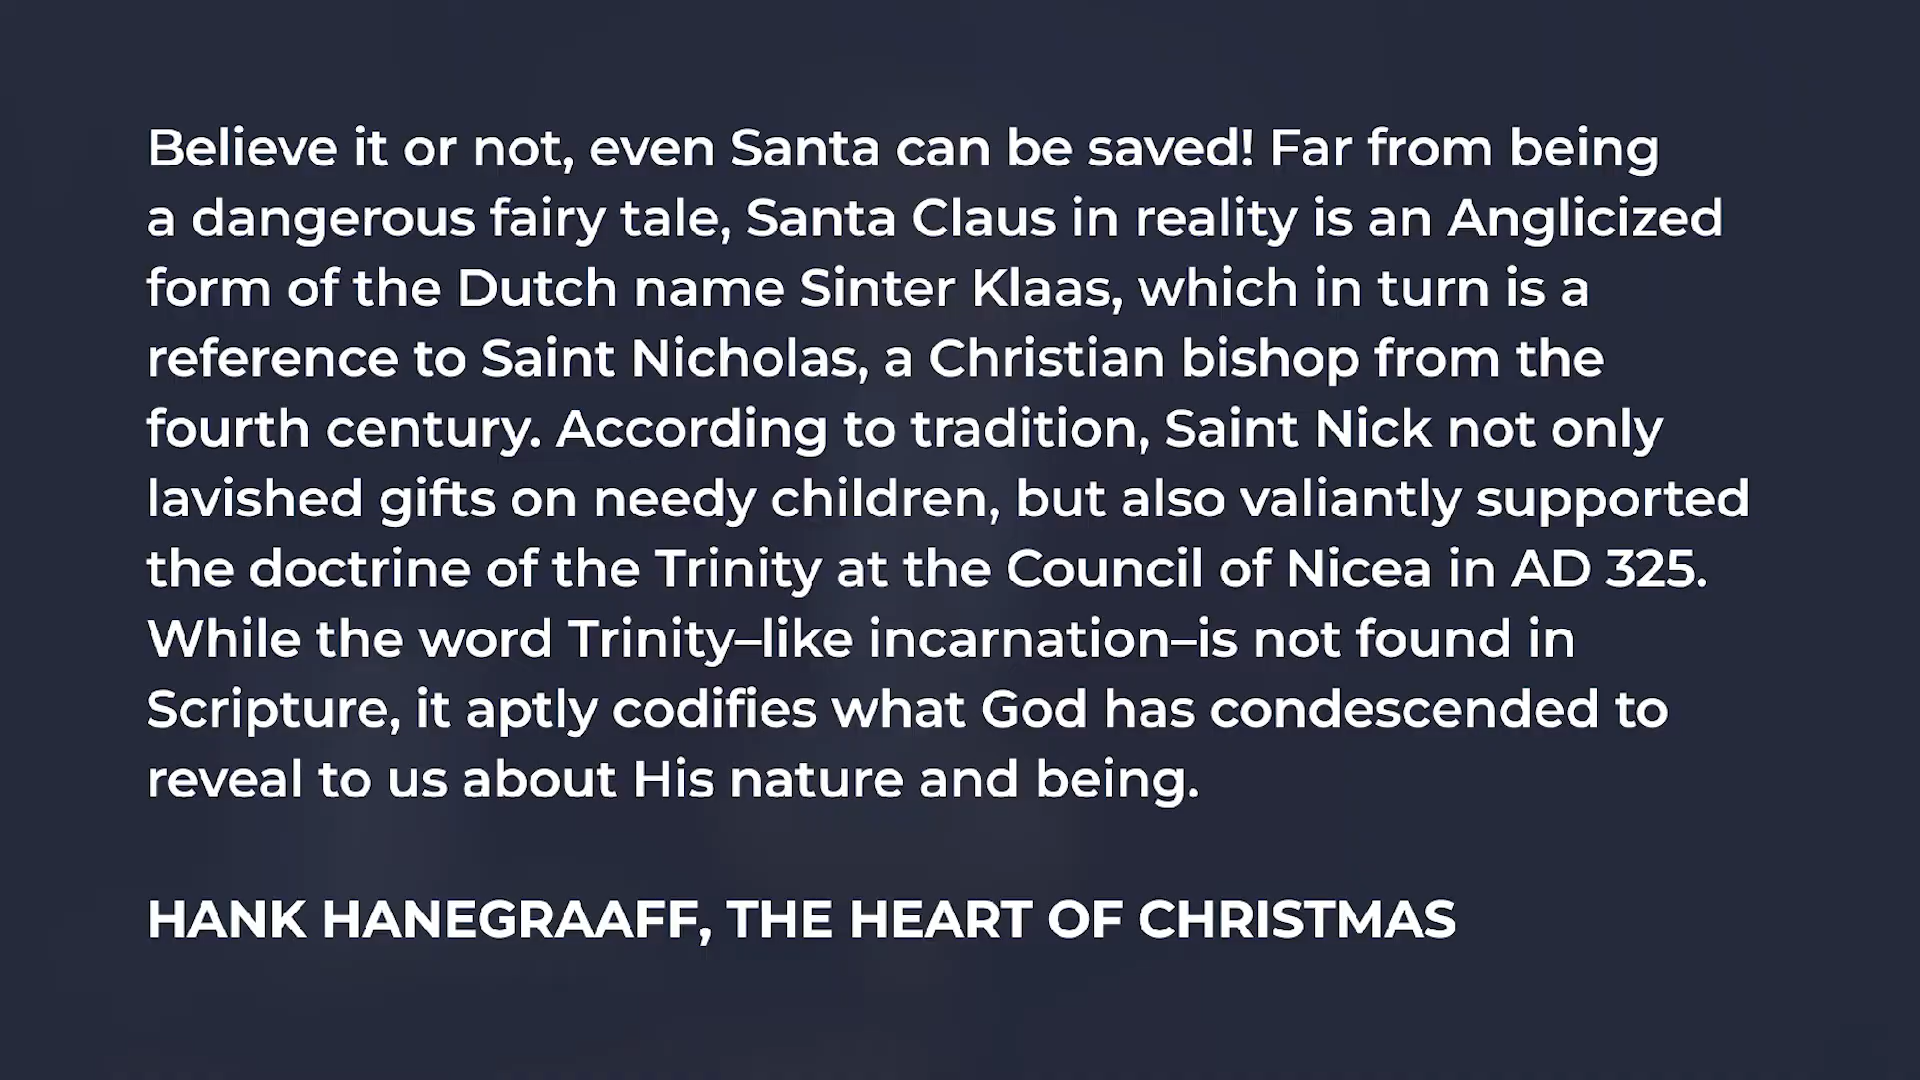 Believe it or not, even Santa can be saved! Far from being
a dangerous fairy tale, Santa Claus in reality is an Anglicized
form of the Dutch name Sinter Klaas, which in turn is a
reference to Saint Nicholas, a Christian bishop from the
fourth century. According to tradition, Saint Nick not only
lavished gifts on needy children, but also valiantly supported
the doctrine of the Trinity at the Council of Nicea in AD 325.
While the word Trinity–like incarnation–is not found in
Scripture, it aptly codifies what God has condescended to
reveal to us about His nature and being.
HANK HANEGRAAFF, THE HEART OF CHRISTMAS